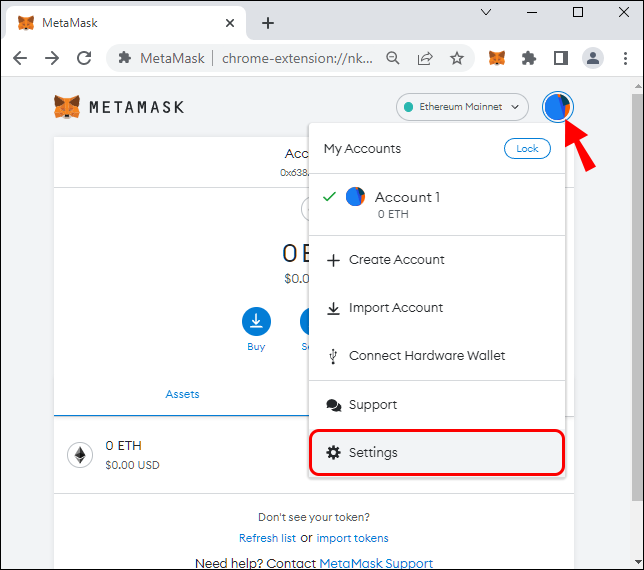 MetaMask
MetaMask
chrome-extension://nk...
METAMASK
Ethereum Mainnet
Acc
0x638.
My Accounts
Lock
Account 1
0 ETH
0 E
$0.0
Create Account
Import Account
Buy
Se
Connect Hardware Wallet
Assets
Support
0 ETH
$0.00 USD
Settings
Don't see your token?
Refresh list or import tokens
Need help? Contact MetaMask Support